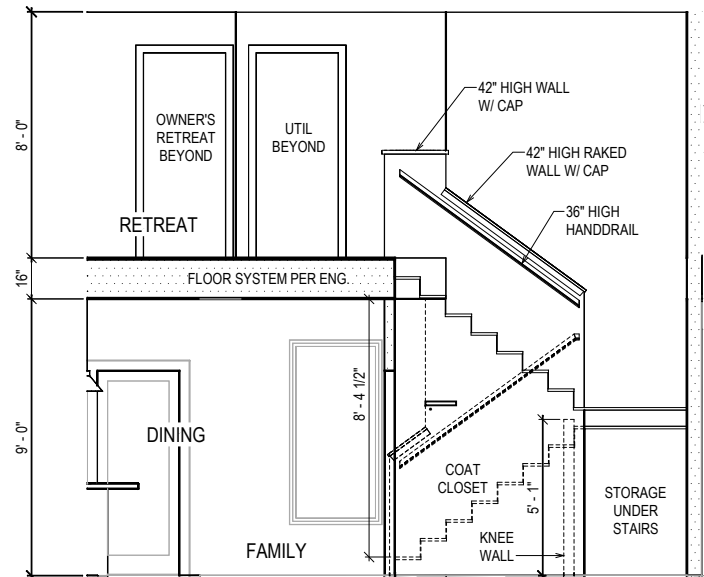 42" HIGH WALL
W/ CAP
OWNER'S
RETREAT
BEYOND
UTIL
BEYOND
8' - 0"
42" HIGH RAKED
WALL W/ CAP
36" HIGH
HANDDRAIL
RETREAT
16"
FLOOR SYSTEM PER ENG.
8' - 4 1/2"
9' - 0"
DINING
COAT
CLOSET
5' - 1"
STORAGE
UNDER
STAIRS
KNEE
WALL
FAMILY